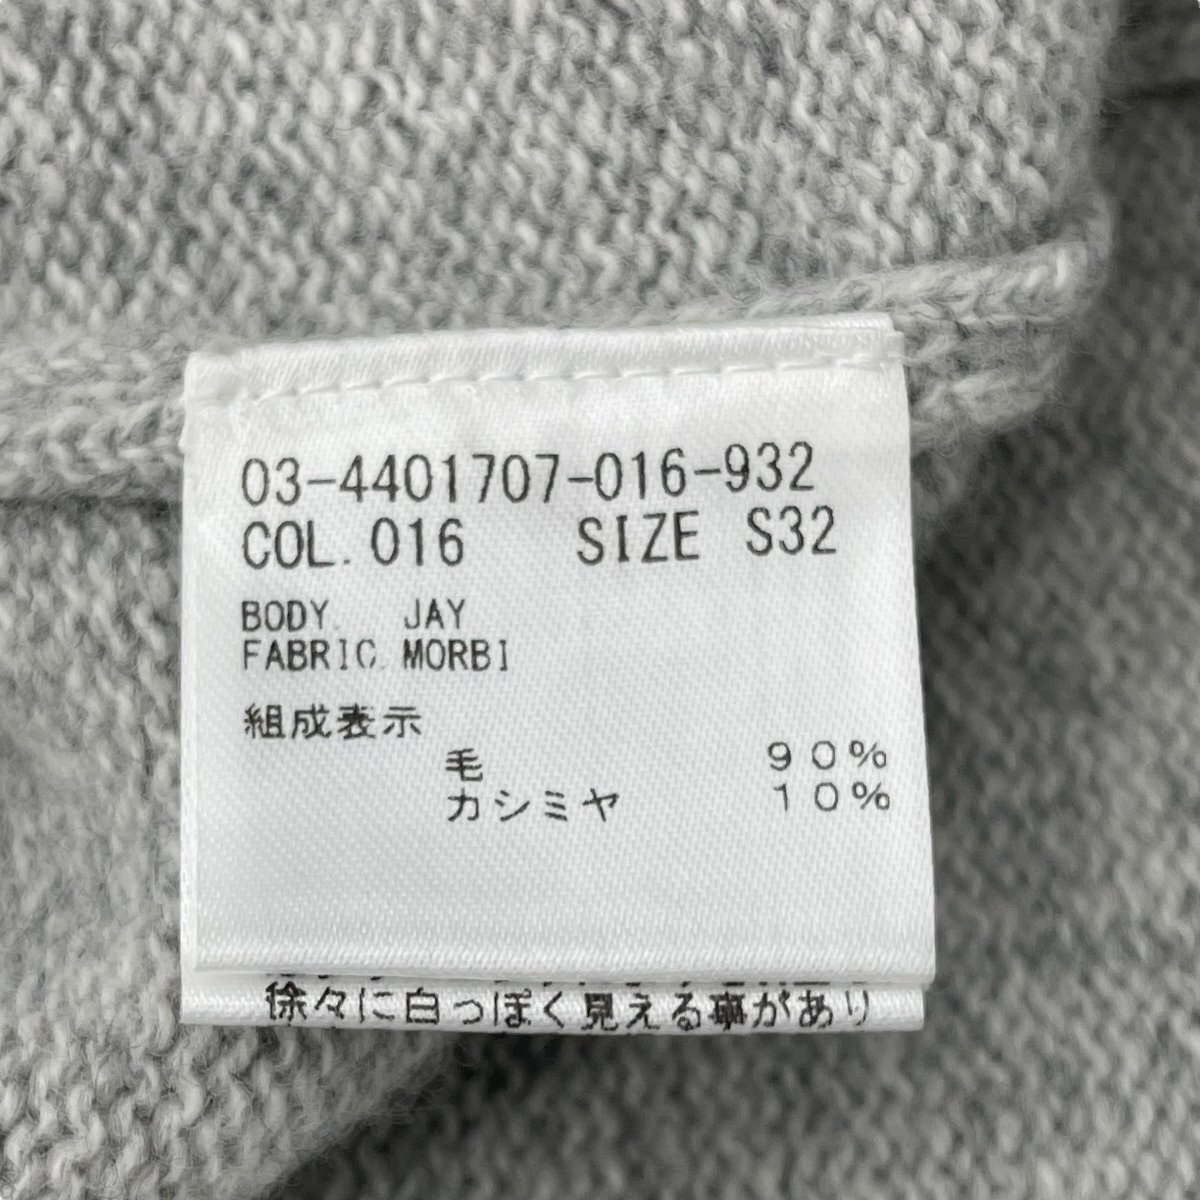 03-4401707-016-932
COL. 016 SIZE S32
BODY. JAY
FABRIC. MORBI
組成表示
毛 90%
カシミヤ 10%
徐々に白っぽく見える事があり